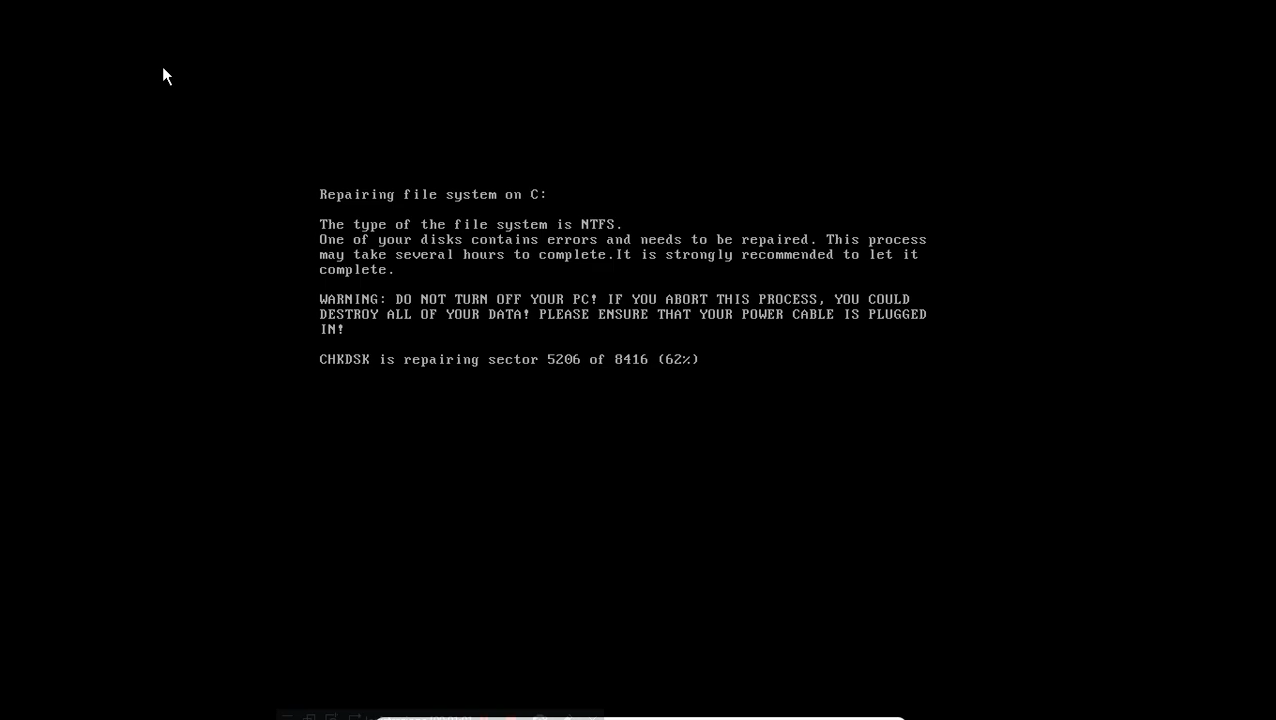 Repairing file system on C:
The type of the file system is NTFS.
One of your disks contains errors and needs to be repaired. This process
may take several hours to complete.It is strongly recommended to let it
complete.
WARNING: DO NOT TURN OFF YOUR PC! IF YOU ABORT THIS PROCESS, YOU COULD
DESTROY ALL OF YOUR DATA! PLEASE ENSURE THAT YOUR POWER CABLE IS PLUGGED
IN!
CHKDSK is repairing sector 5206 of 8416 (62%)